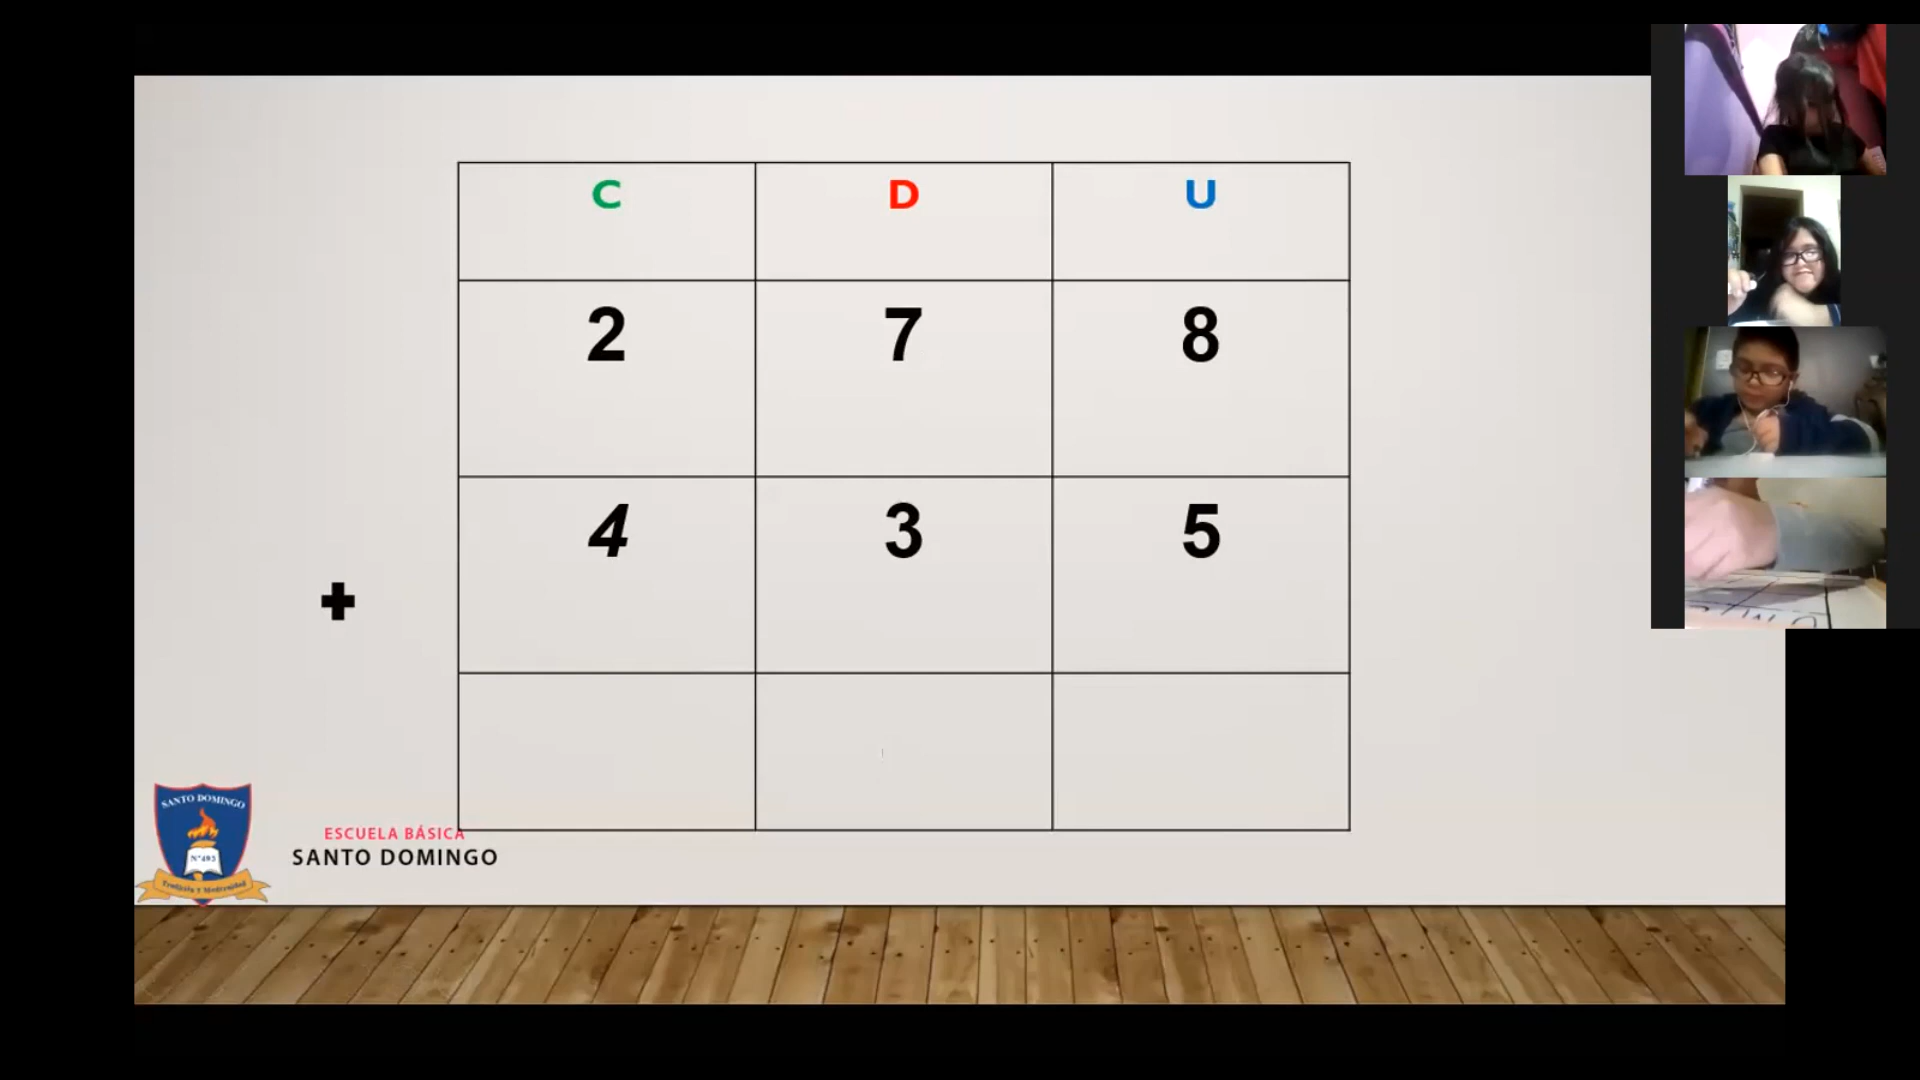 C D U
2 7 8
4 3 5
+
SANTO DOMINGO
N°493
Tradición y Modernidad
ESCUELA BÁSICA
SANTO DOMINGO